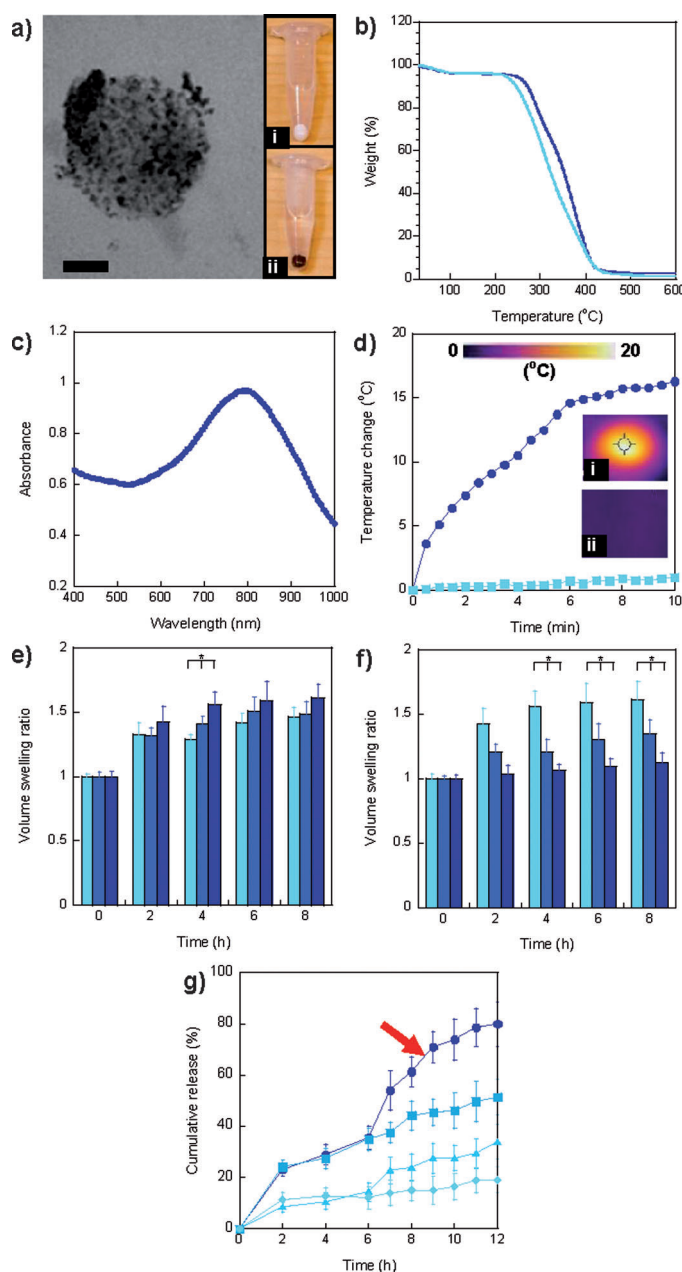 a)
i
ii
b)
120
100
80
60
40
20
0
Weight (%)
100 200 300 400 500 600
Temperature (°C)
c)
1.2
1
0.8
0.6
0.4
0.2
Absorbance
400 500 600 700 800 900 1000
Wavelength (nm)
d)
20
15
10
5
0
Temperature change (°C)
0 20
(°C)
i
ii
0 2 4 6 8 10
Time (min)
e)
2
1.5
1
0.5
0
Volume swelling ratio
*
0 2 4 6 8
Time (h)
f)
2
1.5
1
0.5
0
Volume swelling ratio
* * *
0 2 4 6 8
Time (h)
g)
100
80
60
40
20
0
Cumulative release (%)
0 2 4 6 8 10 12
Time (h)